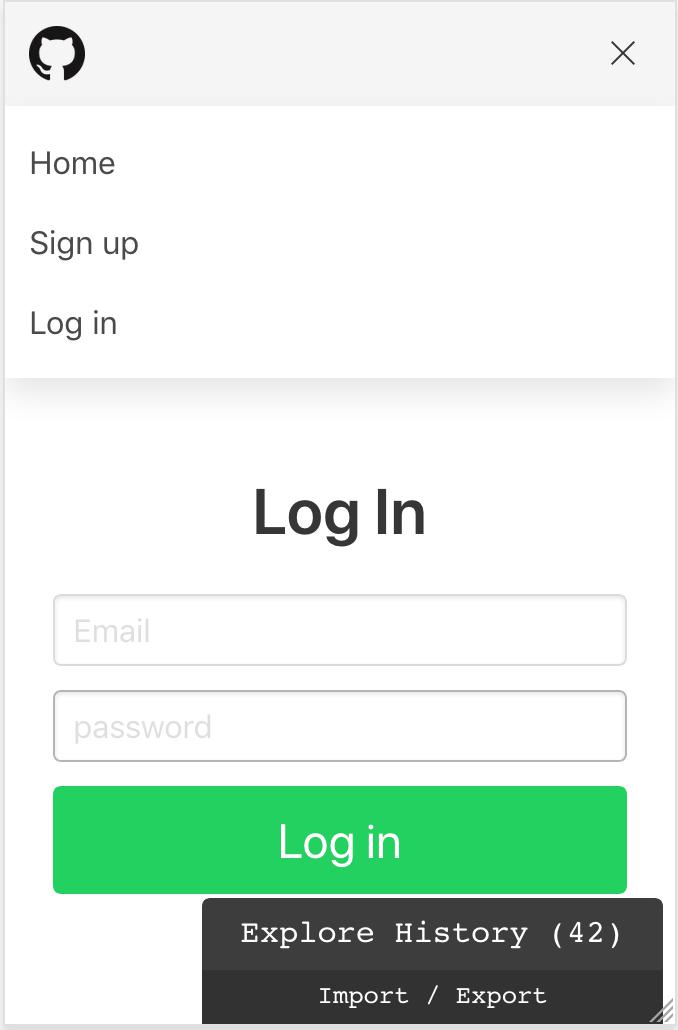 Home
Sign up
Log in
Log In
Email
password
Log in
Explore History (42)
Import / Export